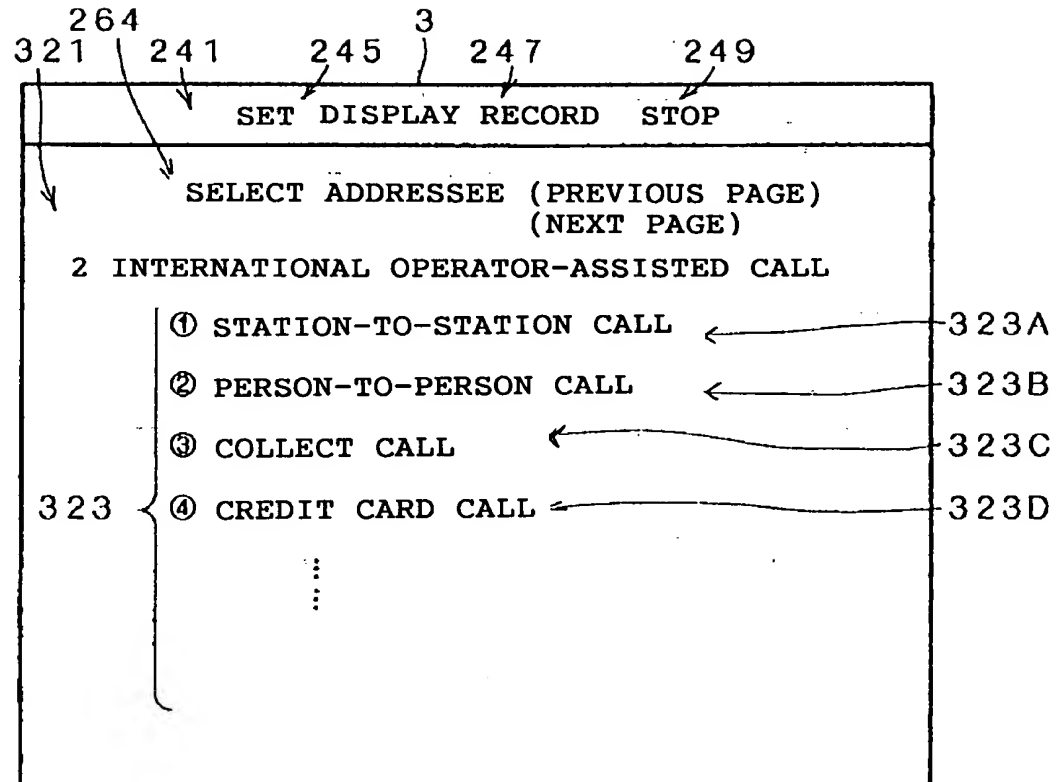 264 3
321 241 245 247 249
SET DISPLAY RECORD STOP
SELECT ADDRESSEE (PREVIOUS PAGE)
(NEXT PAGE)
2 INTERNATIONAL OPERATOR-ASSISTED CALL
① STATION-TO-STATION CALL 323A
② PERSON-TO-PERSON CALL 323B
③ COLLECT CALL 323C
323 ④ CREDIT CARD CALL 323D